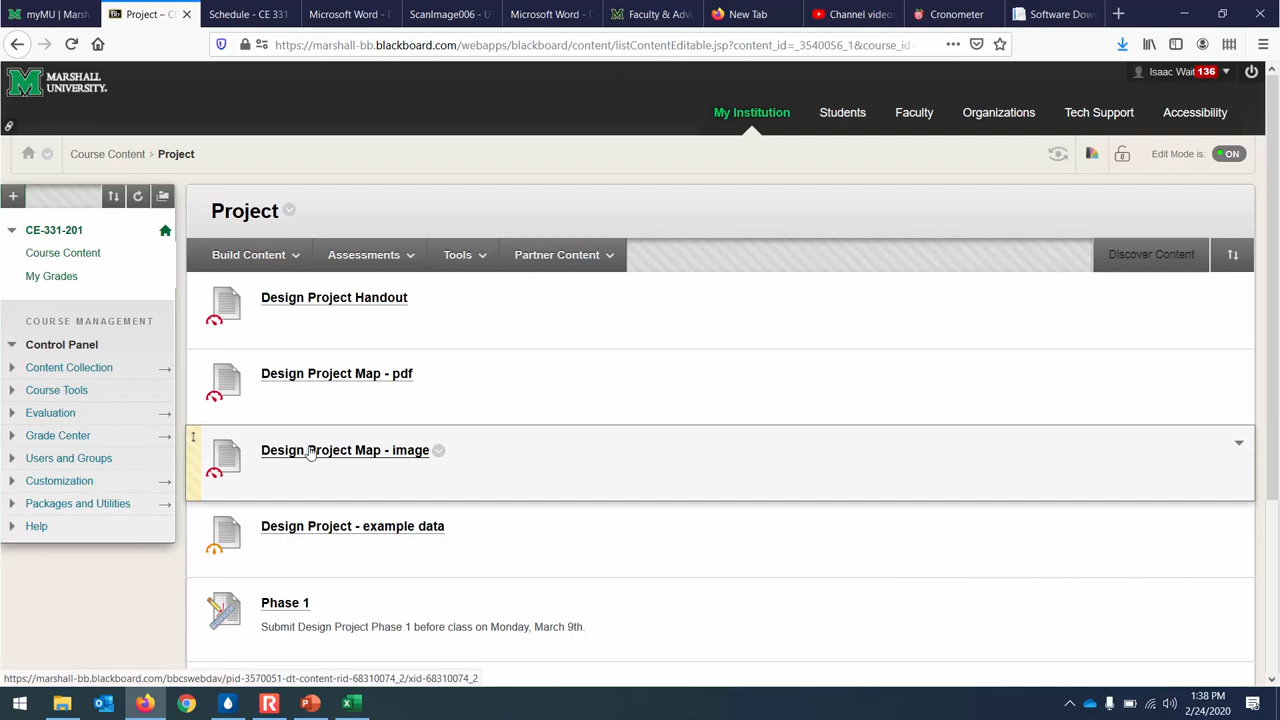 myMU | Marsh
Project – CE
Schedule - CE 331
Microsoft Word - D
ScanImage006 - U
Microsoft Word - D
Faculty & Advi
New Tab
Channel videos
Cronometer
Software Dow
https://marshall-bb.blackboard.com/webapps/blackboard/content/listContentEditable.jsp?content_id=_3540056_1&course_id=
MARSHALL
UNIVERSITY.
Isaac Wait 136
My Institution
Students
Faculty
Organizations
Tech Support
Accessibility
Course Content > Project
Edit Mode is: ON
CE-331-201
Course Content
My Grades
COURSE MANAGEMENT
Control Panel
Content Collection
Course Tools
Evaluation
Grade Center
Users and Groups
Customization
Packages and Utilities
Help
Project
Build Content
Assessments
Tools
Partner Content
Discover Content
Design Project Handout
Design Project Map - pdf
Design Project Map - image
Design Project - example data
Phase 1
Submit Design Project Phase 1 before class on Monday, March 9th.
https://marshall-bb.blackboard.com/bbcswebdav/pid-3570051-dt-content-rid-68310074_2/xid-68310074_2
1:38 PM
2/24/2020